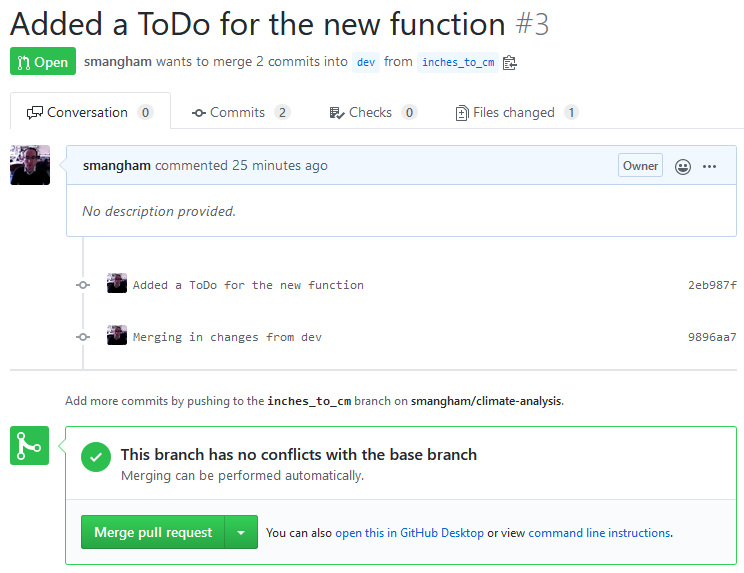 Added a ToDo for the new function #3
Open smangham wants to merge 2 commits into dev from inches_to_cm
Conversation 0 Commits 2 Checks 0 Files changed 1
smangham commented 25 minutes ago Owner
No description provided.
Added a ToDo for the new function 2eb987f
Merging in changes from dev 9896aa7
Add more commits by pushing to the inches_to_cm branch on smangham/climate-analysis.
This branch has no conflicts with the base branch
Merging can be performed automatically.
Merge pull request You can also open this in GitHub Desktop or view command line instructions.